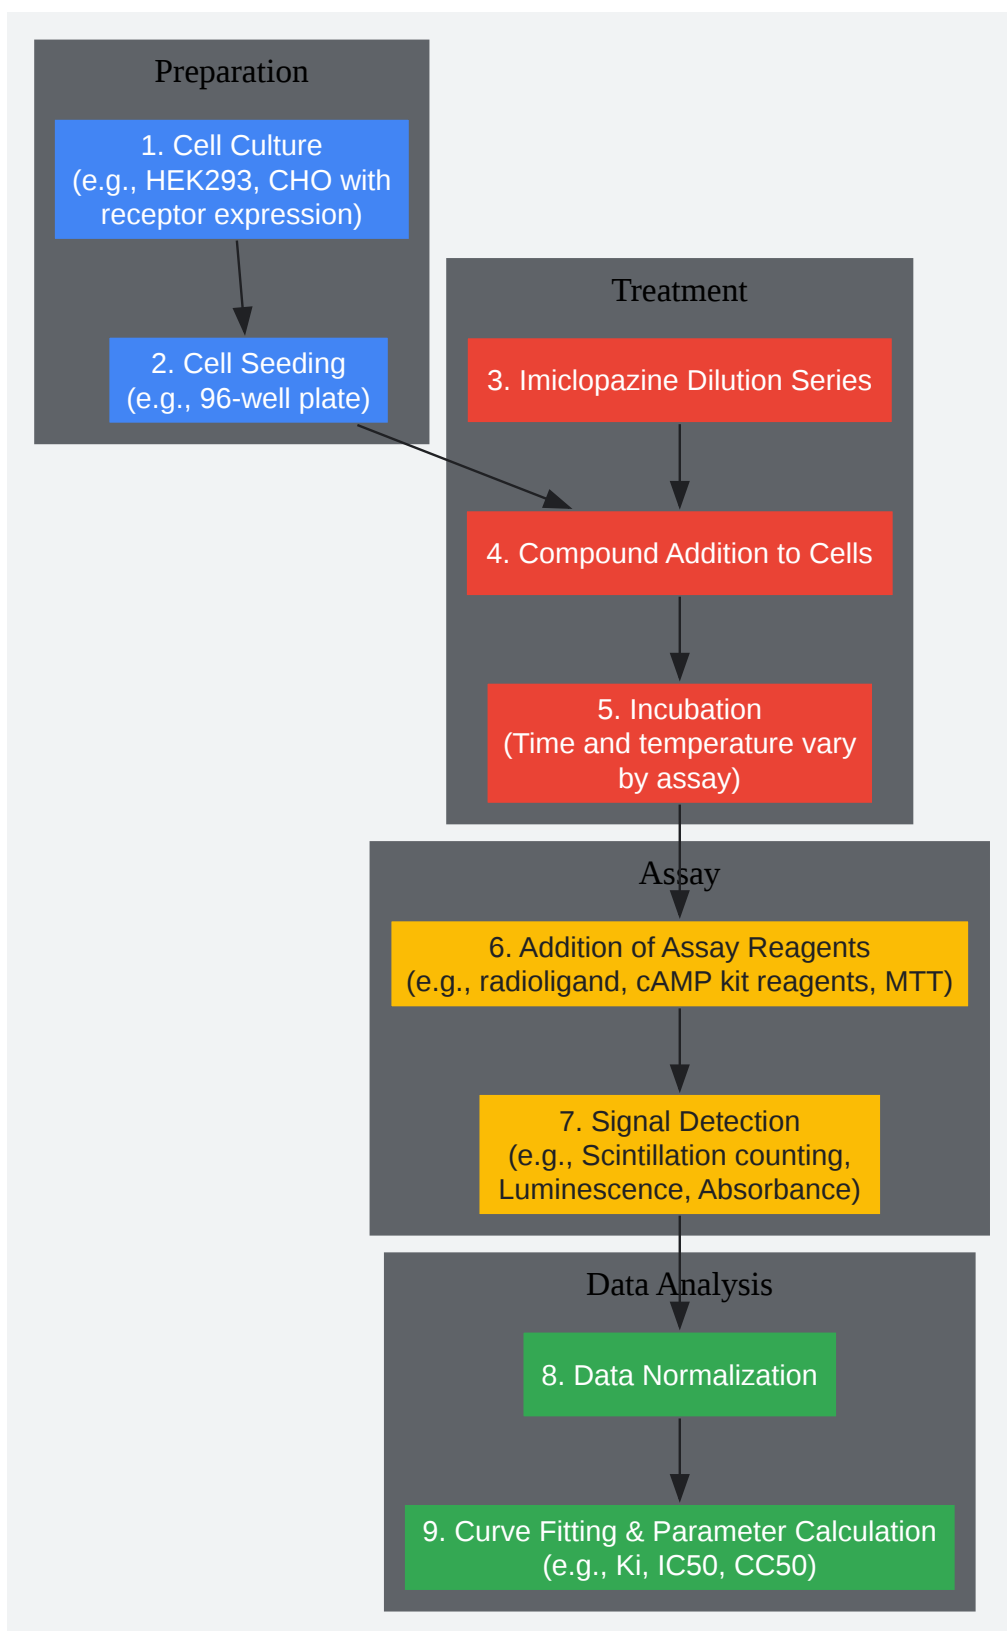 Preparation
1. Cell Culture
(e.g., HEK293, CHO with
receptor expression)
2. Cell Seeding
(e.g., 96-well plate)
Treatment
3. Imiclopazine Dilution Series
4. Compound Addition to Cells
5. Incubation
(Time and temperature vary
by assay)
Assay
6. Addition of Assay Reagents
(e.g., radioligand, cAMP kit reagents, MTT)
7. Signal Detection
(e.g., Scintillation counting,
Luminescence, Absorbance)
Data Analysis
8. Data Normalization
9. Curve Fitting & Parameter Calculation
(e.g., Ki, IC50, CC50)